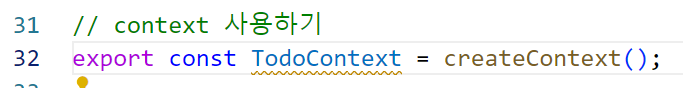 31 // context 사용하기
32 export const TodoContext = createContext();